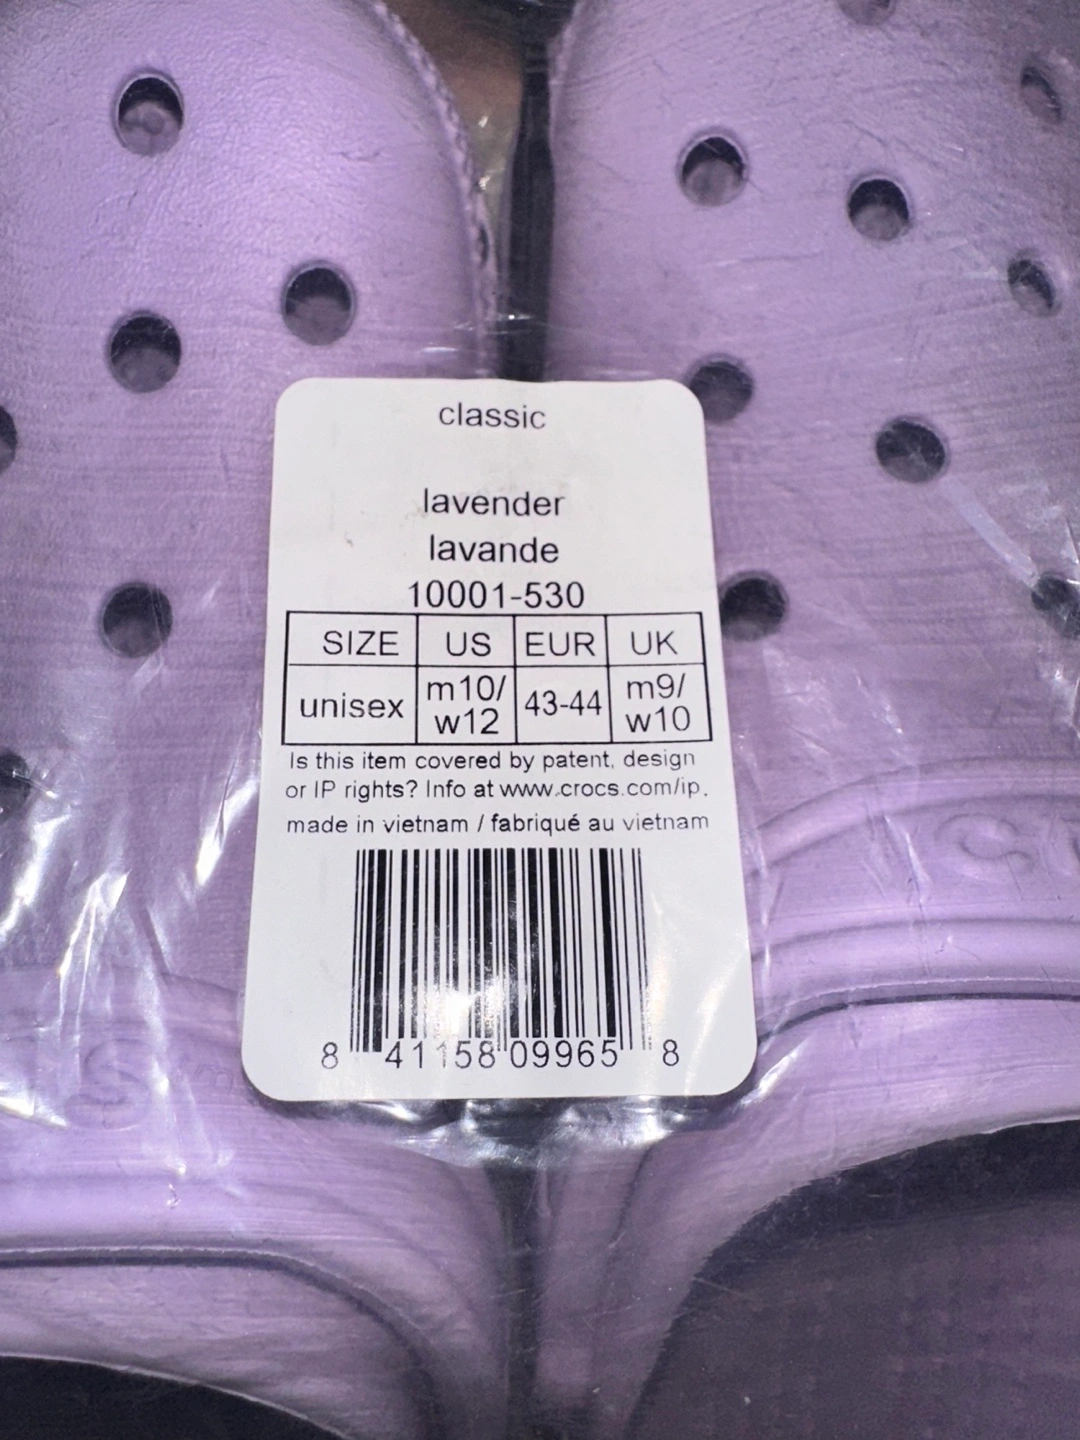 classic
lavender
lavande
10001-530
SIZE US EUR UK
unisex m10/ w12 43-44 m9/ w10
Is this item covered by patent, design
or IP rights? Info at www.crocs.com/ip.
made in vietnam / fabriqué au vietnam
8 41158 09965 8